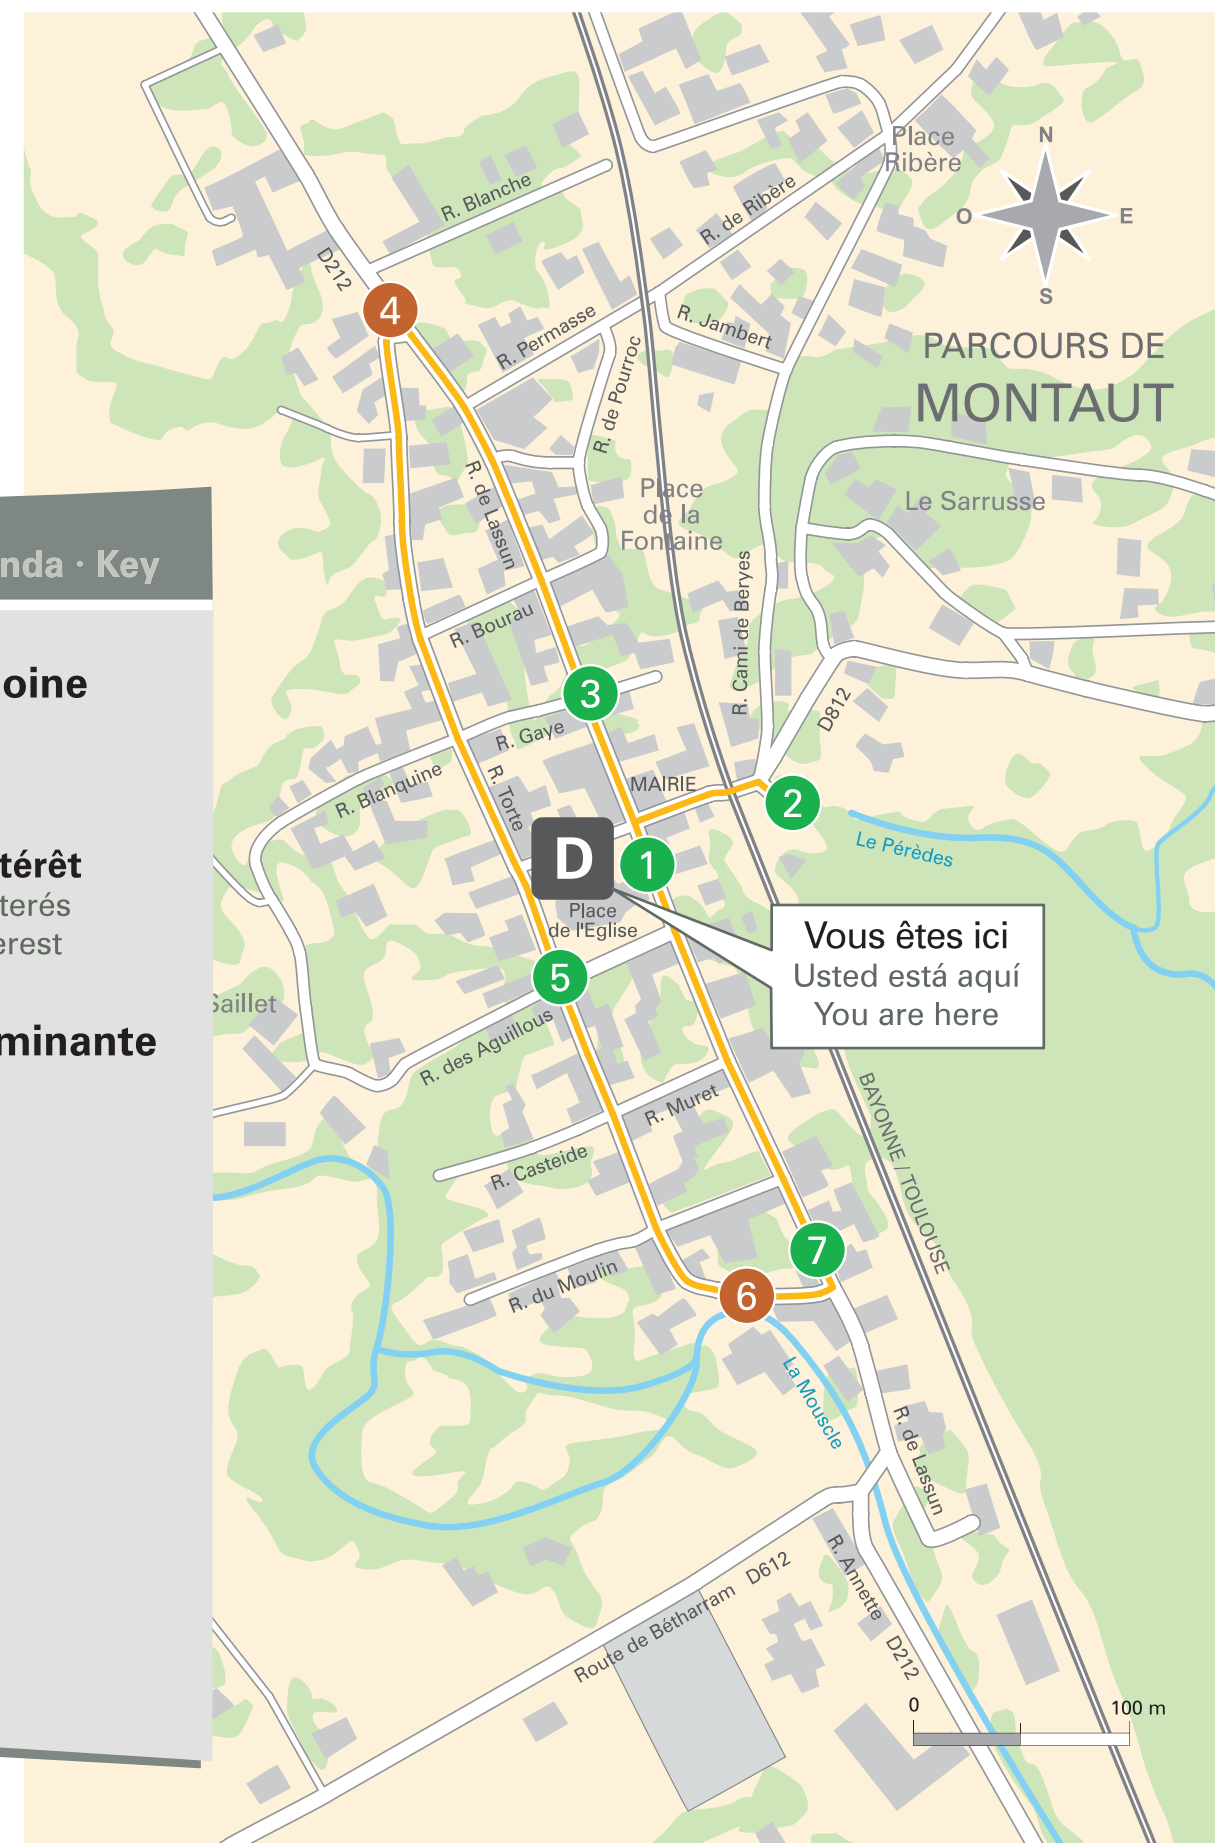 Place
Ribère
N
O
E
S
R. Blanche
R. de Ribère
D212
4
R. Permasse
R. Jambert
PARCOURS DE
MONTAUT
R. de Pourroc
R. de Lassun
Place
de la
Fontaine
Le Sarrusse
nda · Key
R. Cami de Beryes
R. Bourau
oine
3
D812
R. Gaye
R. Blanquine
R. Torte
MAIRIE
2
Le Pérèdes
D
1
térêt
terés
erest
Place
de l'Eglise
Vous êtes ici
Usted está aquí
You are here
5
Saillet
minante
R. des Aguillous
R. Muret
BAYONNE / TOULOUSE
R. Casteide
7
R. du Moulin
6
La Mouscle
R. de Lassun
R. Annette
D612
Route de Bétharram
D212
0
100 m